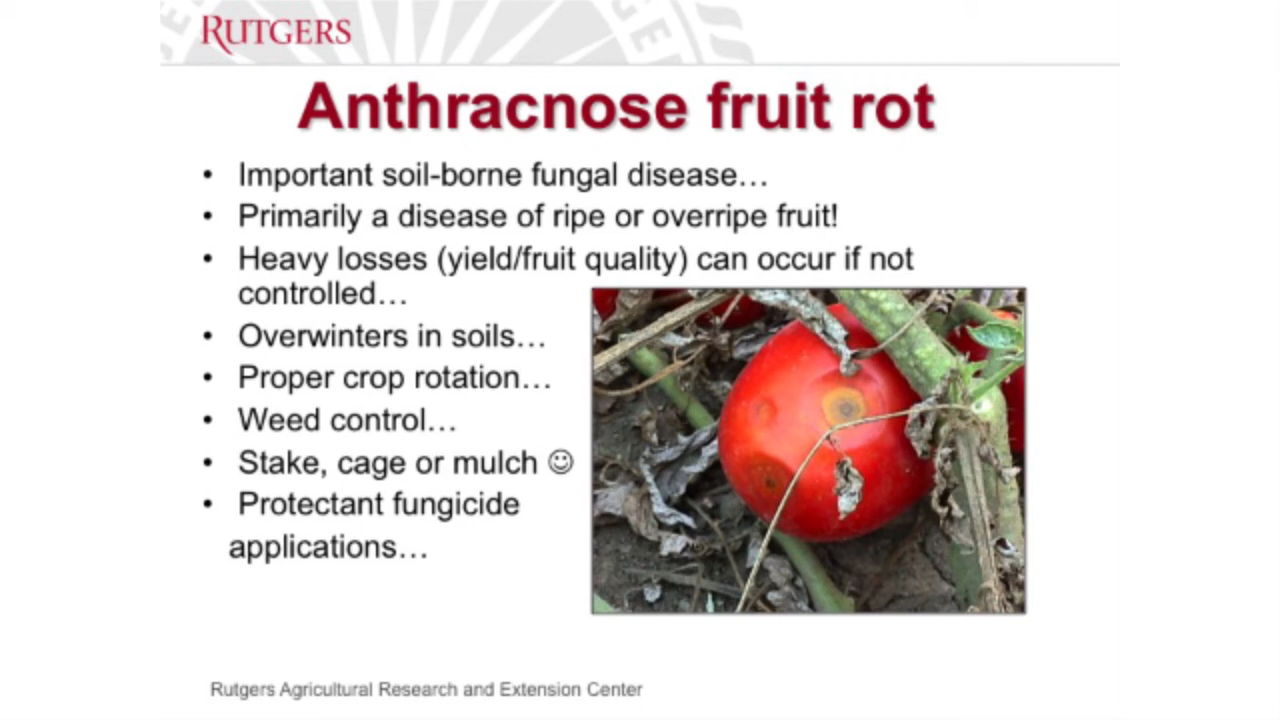 RUTGERS
Anthracnose fruit rot
• Important soil-borne fungal disease…
• Primarily a disease of ripe or overripe fruit!
• Heavy losses (yield/fruit quality) can occur if not
controlled…
• Overwinters in soils…
• Proper crop rotation…
• Weed control…
• Stake, cage or mulch ☺
• Protectant fungicide
applications…
Rutgers Agricultural Research and Extension Center